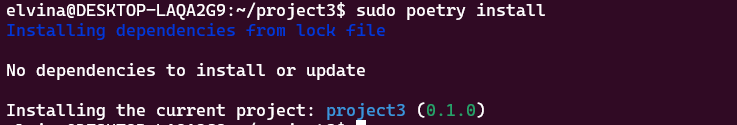 elvina@DESKTOP-LAQA2G9:~/project3$ sudo poetry install
Installing dependencies from lock file
No dependencies to install or update
Installing the current project: project3 (0.1.0)